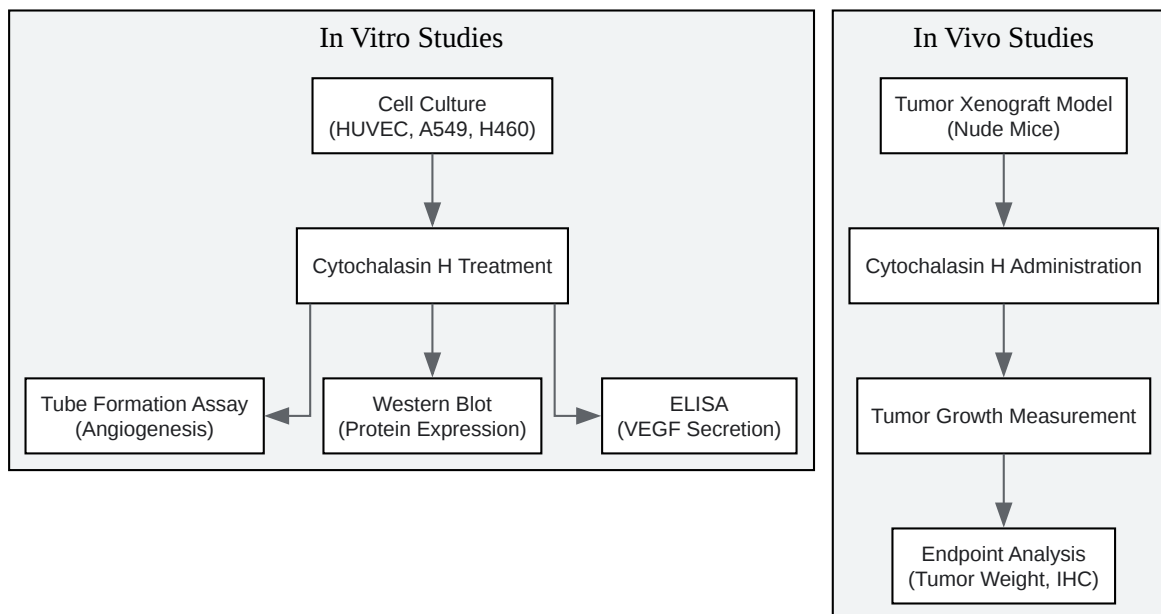 In Vitro Studies
Cell Culture
(HUVEC, A549, H460)
Cytochalasin H Treatment
Tube Formation Assay
(Angiogenesis)
Western Blot
(Protein Expression)
ELISA
(VEGF Secretion)
In Vivo Studies
Tumor Xenograft Model
(Nude Mice)
Cytochalasin H Administration
Tumor Growth Measurement
Endpoint Analysis
(Tumor Weight, IHC)